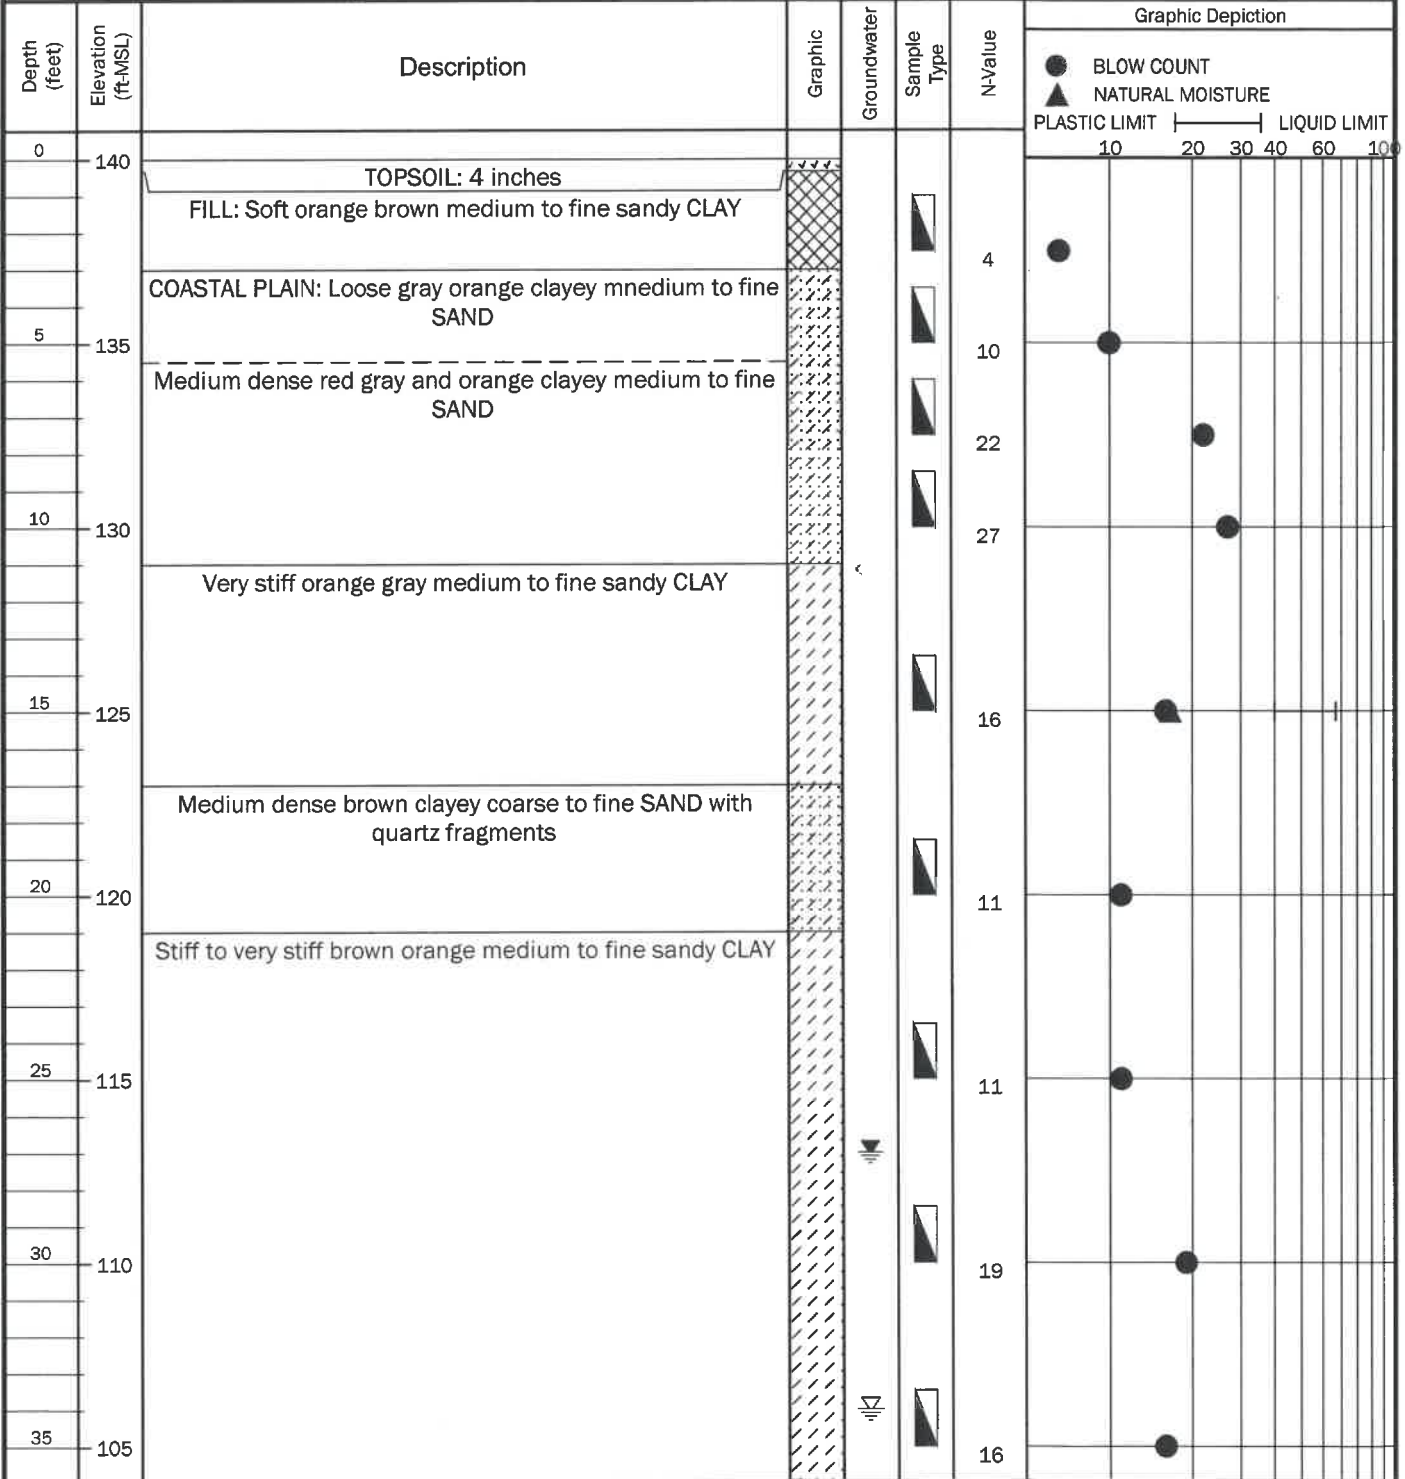 Depth
(feet)
Elevation
(ft-MSL)
Description
Graphic
Groundwater
Sample
Type
N-Value
Graphic Depiction
BLOW COUNT
NATURAL MOISTURE
PLASTIC LIMIT LIQUID LIMIT
10 20 30 40 60 100
0
140
TOPSOIL: 4 inches
FILL: Soft orange brown medium to fine sandy CLAY
4
COASTAL PLAIN: Loose gray orange clayey mnedium to fine
SAND
5
135
10
Medium dense red gray and orange clayey medium to fine
SAND
22
10
130
27
Very stiff orange gray medium to fine sandy CLAY
15
125
16
Medium dense brown clayey coarse to fine SAND with
quartz fragments
20
120
11
Stiff to very stiff brown orange medium to fine sandy CLAY
25
115
11
30
110
19
35
105
16